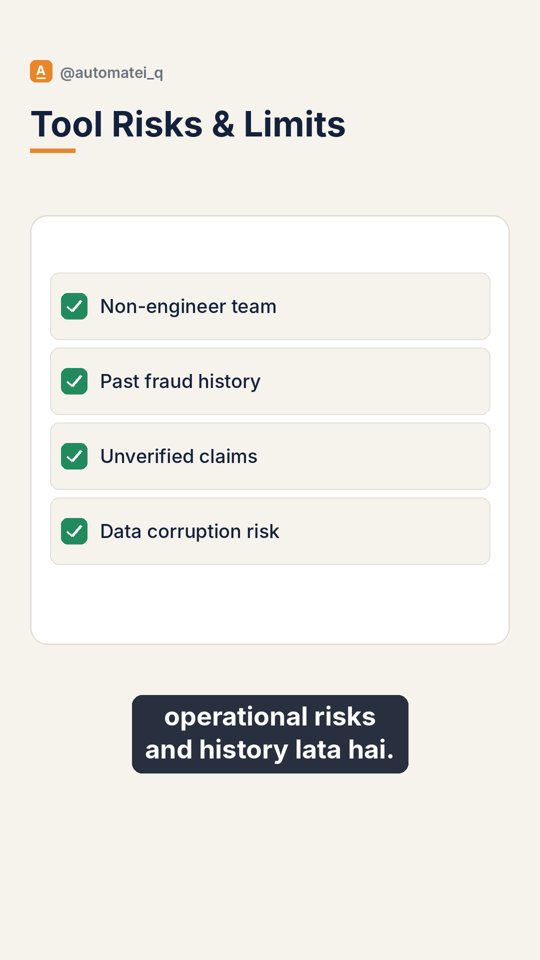 A
@automatei_q
Tool Risks & Limits
Non-engineer team
Past fraud history
Unverified claims
Data corruption risk
operational risks
and history lata hai.